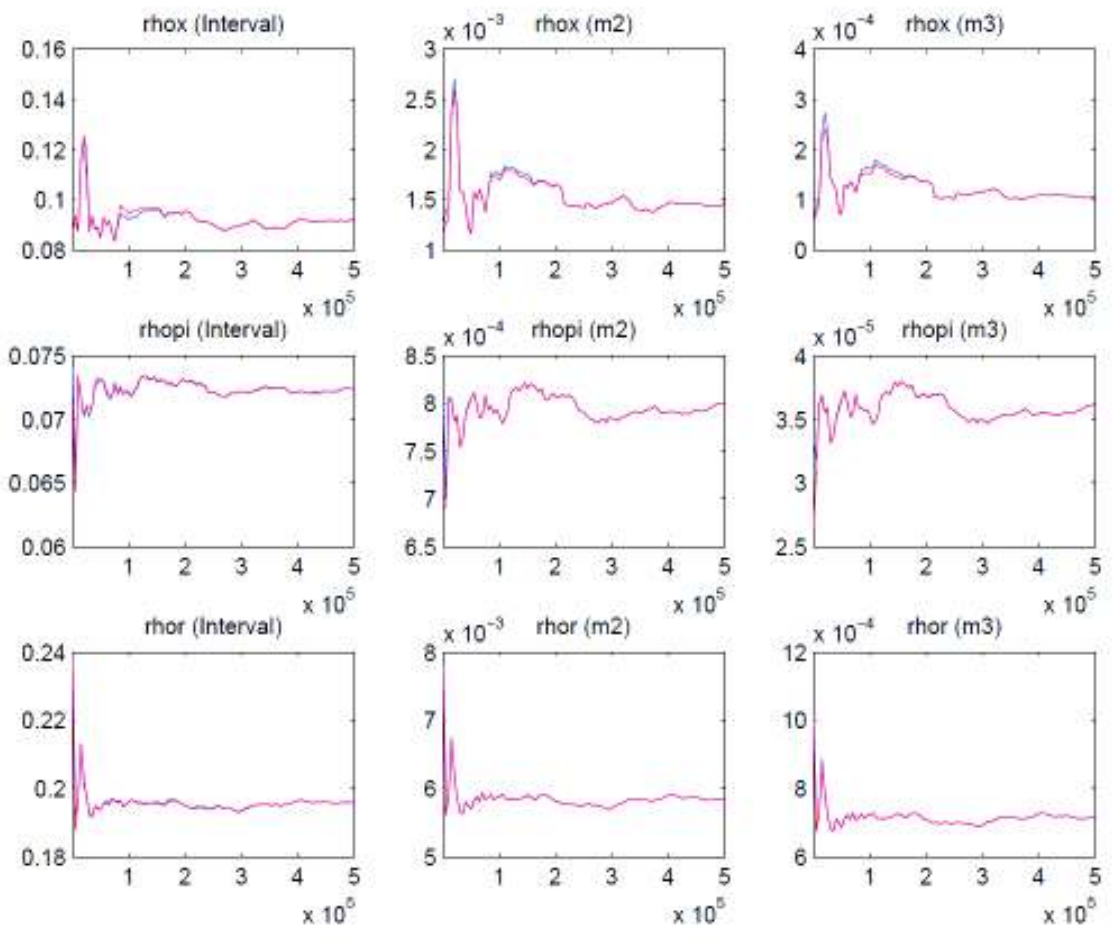 rhox (Interval)
0.16
0.14
0.12
0.1
0.08
1 2 3 4 5
x 10^5
rhox (m2)
x 10^-3
3
2.5
2
1.5
1
1 2 3 4 5
x 10^5
rhox (m3)
x 10^-4
4
3
2
1
0
1 2 3 4 5
x 10^5
rhopi (Interval)
0.075
0.07
0.065
0.06
1 2 3 4 5
x 10^5
rhopi (m2)
x 10^-4
8.5
8
7.5
7
6.5
1 2 3 4 5
x 10^5
rhopi (m3)
x 10^-5
4
3.5
3
2.5
1 2 3 4 5
x 10^5
rhor (Interval)
0.24
0.22
0.2
0.18
1 2 3 4 5
x 10^5
rhor (m2)
x 10^-3
8
7
6
5
1 2 3 4 5
x 10^5
rhor (m3)
x 10^-4
12
10
8
6
1 2 3 4 5
x 10^5